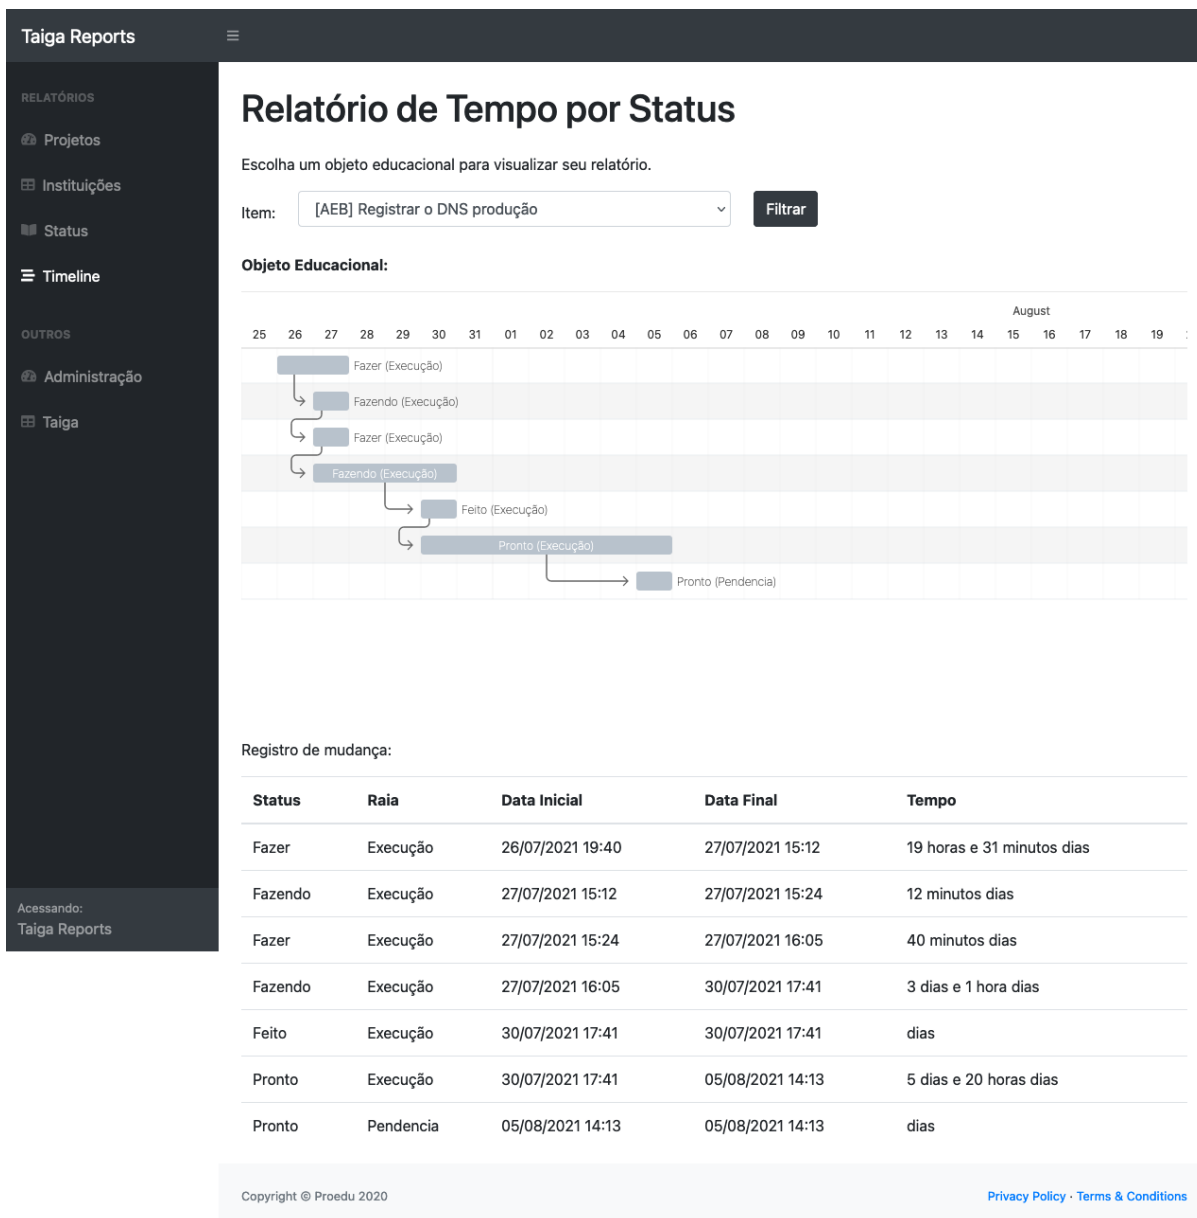 Taiga Reports
RELATÓRIOS
Projetos
Instituições
Status
Timeline
OUTROS
Administração
Taiga
Acessando:
Taiga Reports
Relatório de Tempo por Status
Escolha um objeto educacional para visualizar seu relatório.
Item: [AEB] Registrar o DNS produção Filtrar
Objeto Educacional:
August
25 26 27 28 29 30 31 01 02 03 04 05 06 07 08 09 10 11 12 13 14 15 16 17 18 19
Fazer (Execução)
Fazendo (Execução)
Fazer (Execução)
Fazendo (Execução)
Feito (Execução)
Pronto (Execução)
Pronto (Pendencia)
Registro de mudança:
Status Raia Data Inicial Data Final Tempo
Fazer Execução 26/07/2021 19:40 27/07/2021 15:12 19 horas e 31 minutos dias
Fazendo Execução 27/07/2021 15:12 27/07/2021 15:24 12 minutos dias
Fazer Execução 27/07/2021 15:24 27/07/2021 16:05 40 minutos dias
Fazendo Execução 27/07/2021 16:05 30/07/2021 17:41 3 dias e 1 hora dias
Feito Execução 30/07/2021 17:41 30/07/2021 17:41 dias
Pronto Execução 30/07/2021 17:41 05/08/2021 14:13 5 dias e 20 horas dias
Pronto Pendencia 05/08/2021 14:13 05/08/2021 14:13 dias
Copyright © Proedu 2020 Privacy Policy · Terms & Conditions